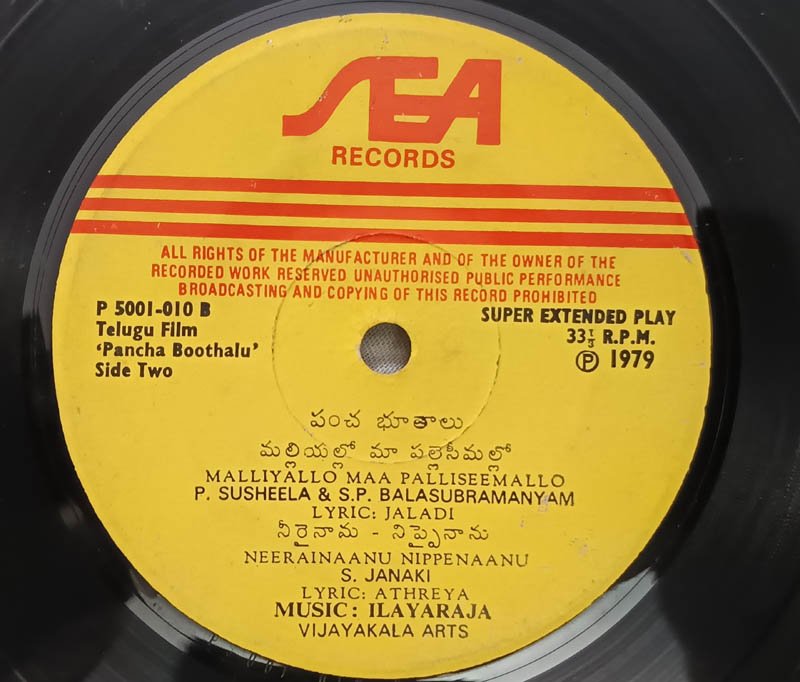 SEA
RECORDS
ALL RIGHTS OF THE MANUFACTURER AND OF THE OWNER OF THE
RECORDED WORK RESERVED UNAUTHORISED PUBLIC PERFORMANCE
BROADCASTING AND COPYING OF THIS RECORD PROHIBITED
P 5001-010 B
Telugu Film
'Pancha Boothalu'
Side Two
SUPER EXTENDED PLAY
33⅓ R.P.M.
Ⓟ 1979
పంచ భూతాలు
మల్లియల్లో మా పల్లెసీమల్లో
MALLIYALLO MAA PALLISEEMALLO
P. SUSHEELA & S.P. BALASUBRAMANYAM
LYRIC: JALADI
నీరైనామ - నిప్పైనాను
NEERAINAANU NIPPENAANU
S. JANAKI
LYRIC: ATHREYA
MUSIC: ILAYARAJA
VIJAYAKALA ARTS